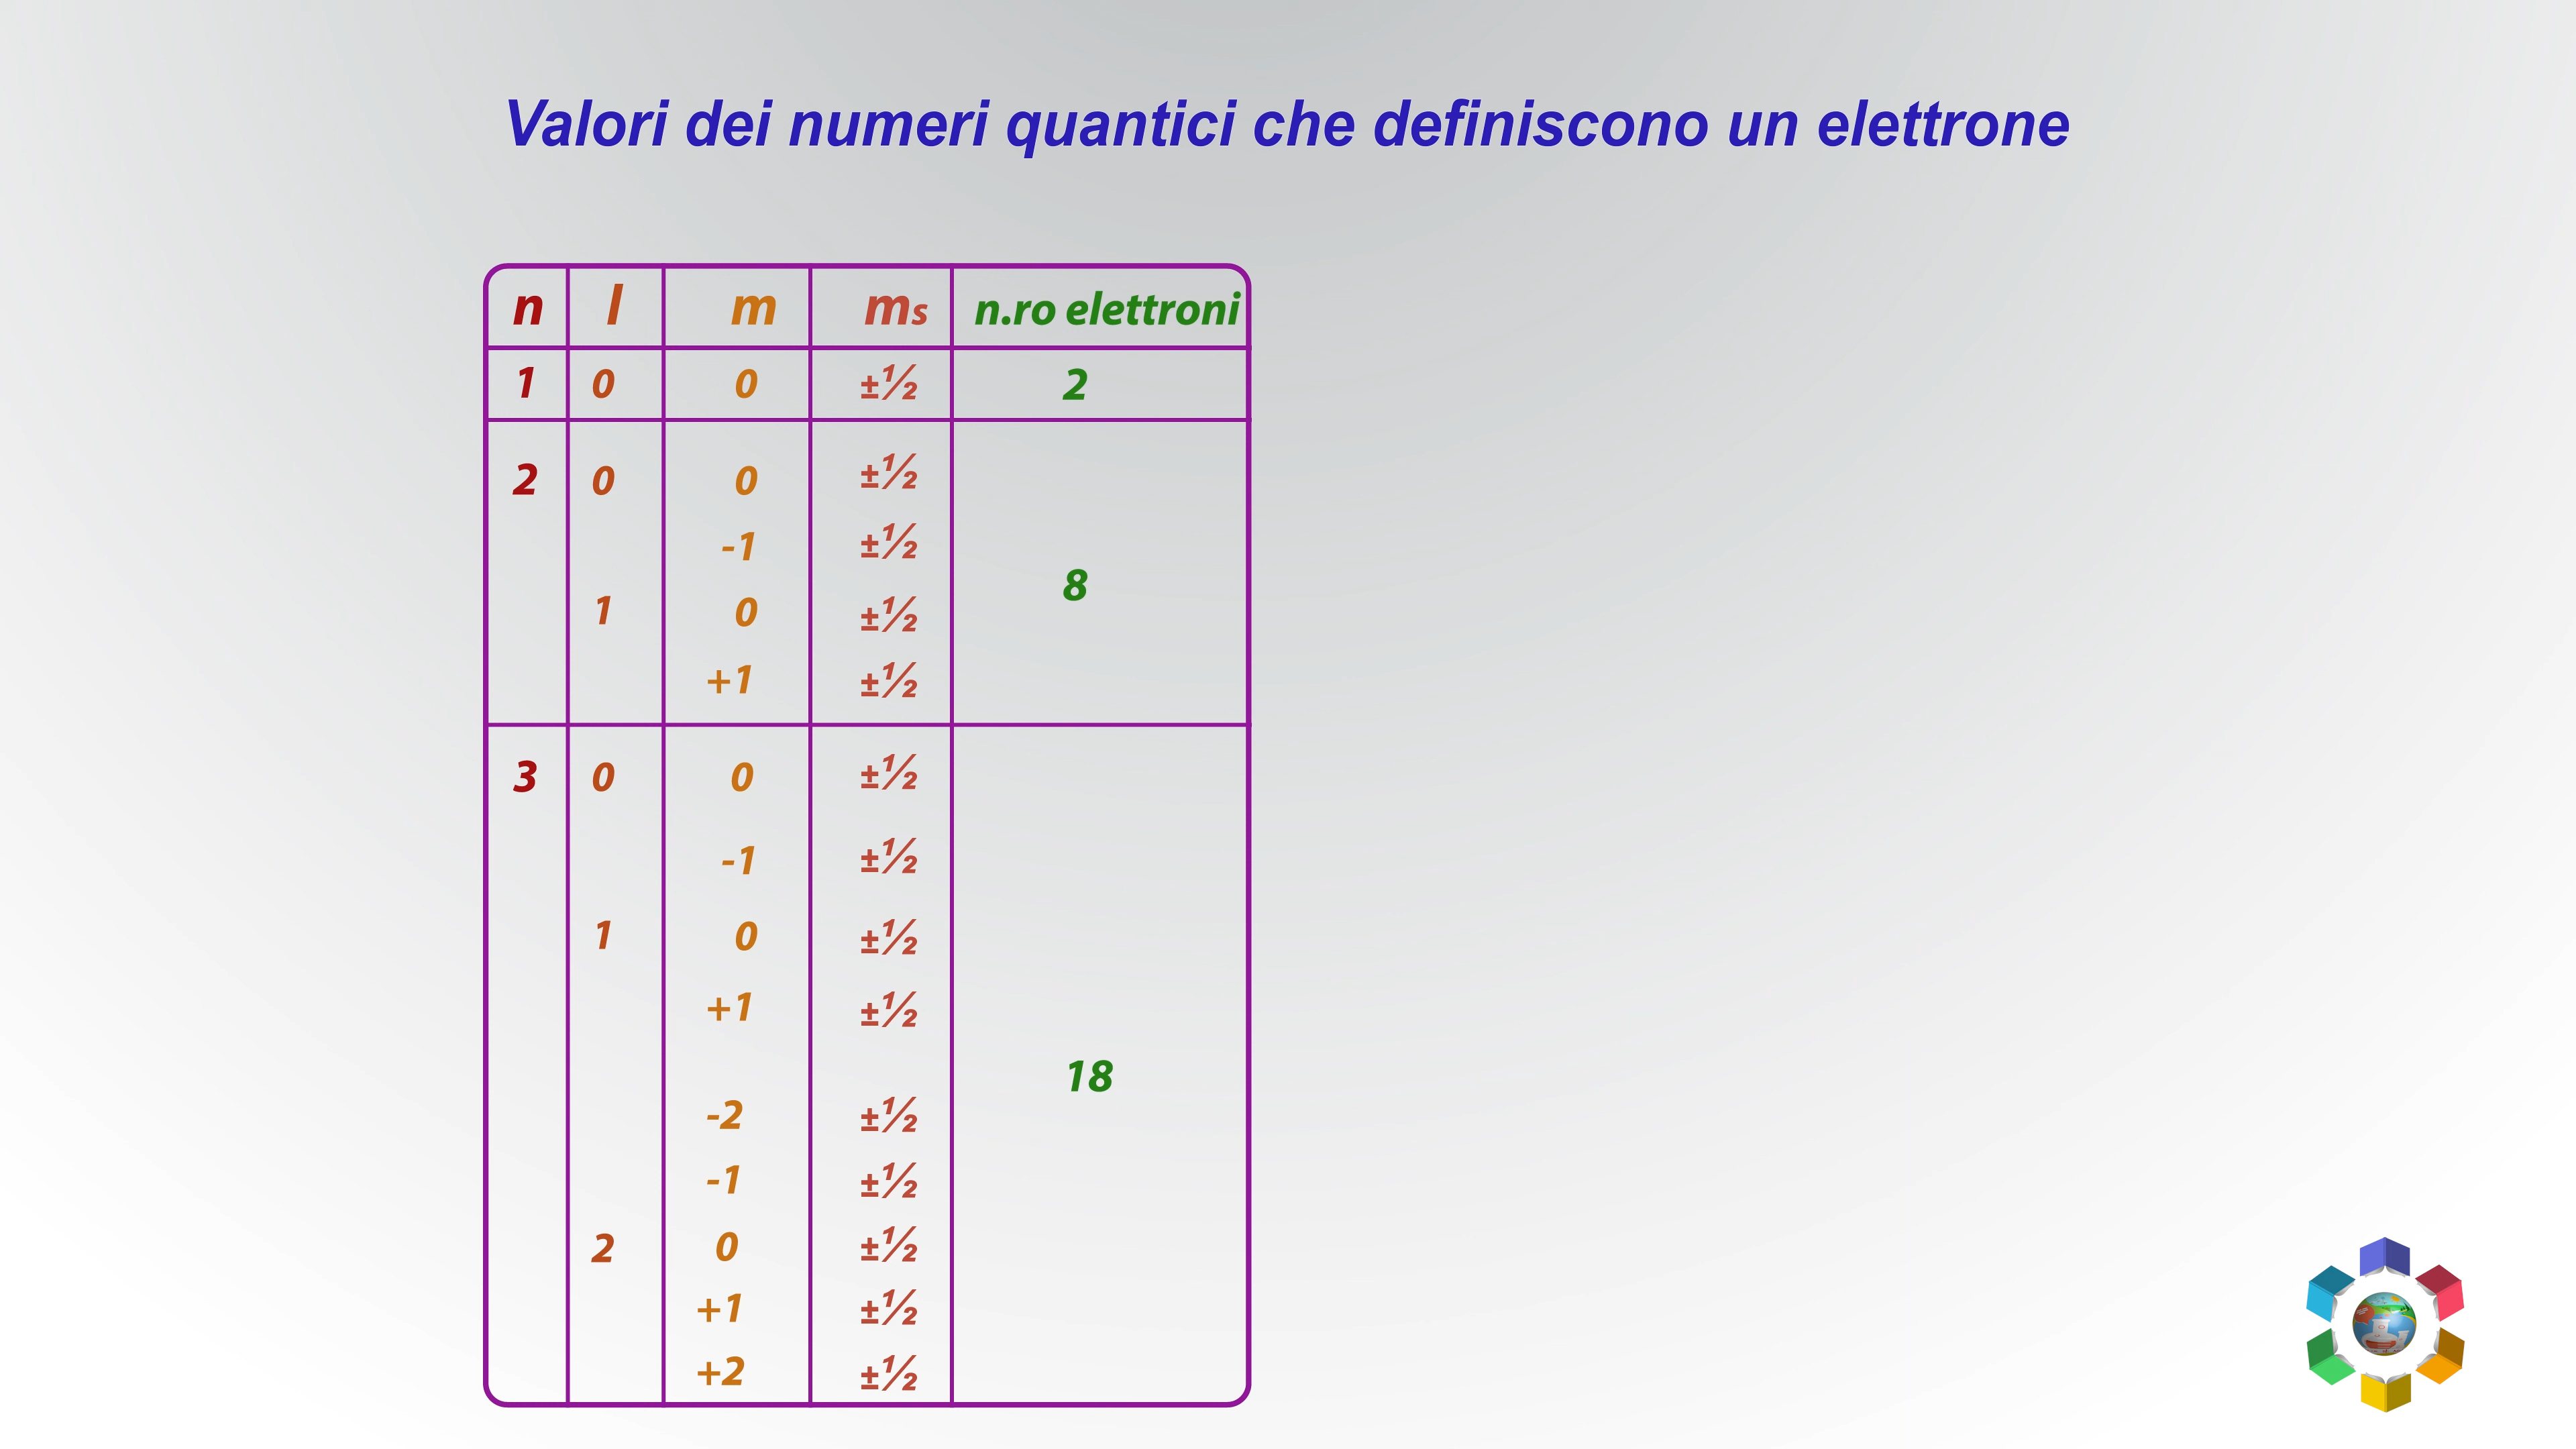 Valori dei numeri quantici che definiscono un elettrone
n l m ms n.ro elettroni
1 0 0 ±½ 2
2 0 0 ±½
-1 ±½
8
1 0 ±½
+1 ±½
3 0 0 ±½
-1 ±½
1 0 ±½
+1 ±½
18
-2 ±½
-1 ±½
2 0 ±½
+1 ±½
+2 ±½